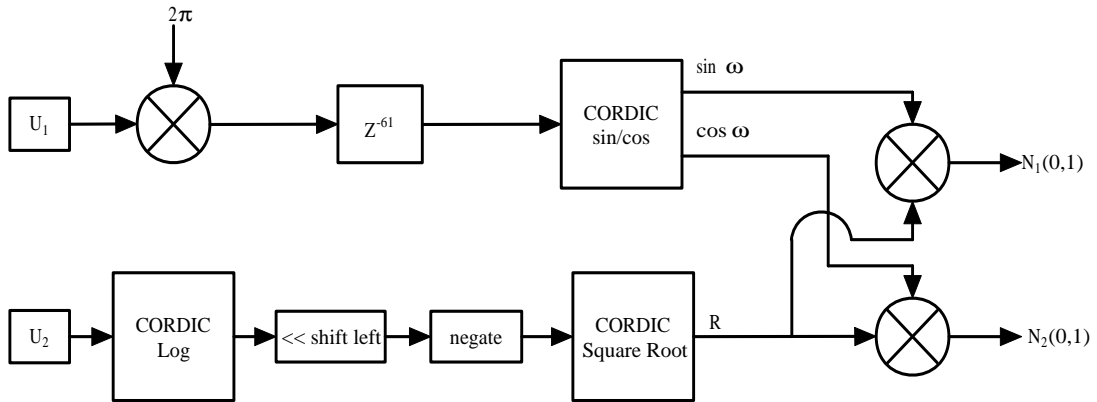 2π
U₁
Z⁻⁶¹
CORDIC
sin/cos
sin ω
cos ω
N₁(0,1)
U₂
CORDIC
Log
<< shift left
negate
CORDIC
Square Root
R
N₂(0,1)